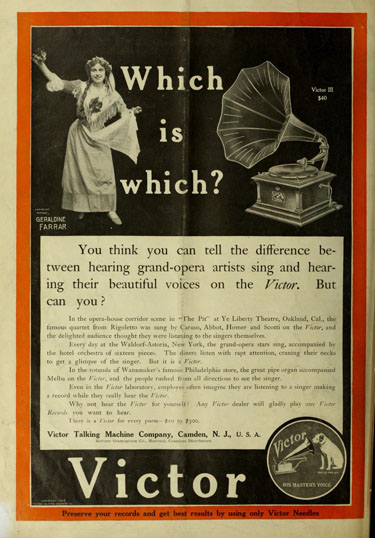 Which
is
which?
Victor III
$40
GERALDINE
FARRAR
You think you can tell the difference be-
tween hearing grand-opera artists sing and hear-
ing their beautiful voices on the Victor. But
can you?
In the opera-house corridor scene in "The Pit" at Ye Liberty Theatre, Oakland, Cal., the
famous quartet from Rigoletto was sung by Caruso, Abbot, Homer and Scotti on the Victor, and
the delighted audience thought they were listening to the singers themselves.
Every day at the Waldorf-Astoria, New York, the grand-opera stars sing, accompanied by
the hotel orchestra of sixteen pieces. The diners listen with rapt attention, craning their necks
to get a glimpse of the singer. But it is a Victor.
In the rotunda of Wanamaker's famous Philadelphia store, the great pipe organ accompanied
Melba on the Victor, and the people rushed from all directions to see the singer.
Even in the Victor laboratory, employes often imagine they are listening to a singer making
a record while they really hear the Victor.
Why not hear the Victor for yourself? Any Victor dealer will gladly play any Victor
Records you want to hear.
There is a Victor for every purse—$10 to $300.
Victor Talking Machine Company, Camden, N. J., U. S. A.
Berliner Gramophone Co., Montreal, Canadian Distributors
Victor
HIS MASTER'S VOICE
Victor
Preserve your records and get best results by using only Victor Needles